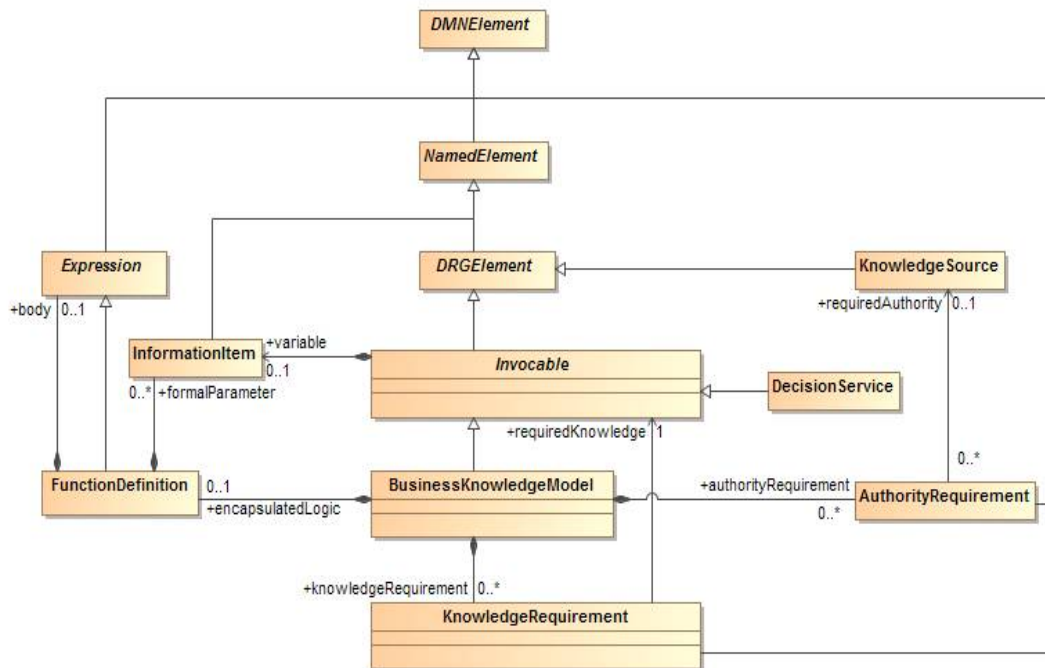 DMNElement
NamedElement
Expression
DRGElement
KnowledgeSource
+body 0..1
+requiredAuthority 0..1
InformationItem
+variable
0..1
Invocable
0..* +formalParameter
DecisionService
+requiredKnowledge 1
0..*
FunctionDefinition
0..1
+encapsulatedLogic
BusinessKnowledgeModel
+authorityRequirement
0..*
AuthorityRequirement
+knowledgeRequirement 0..*
KnowledgeRequirement